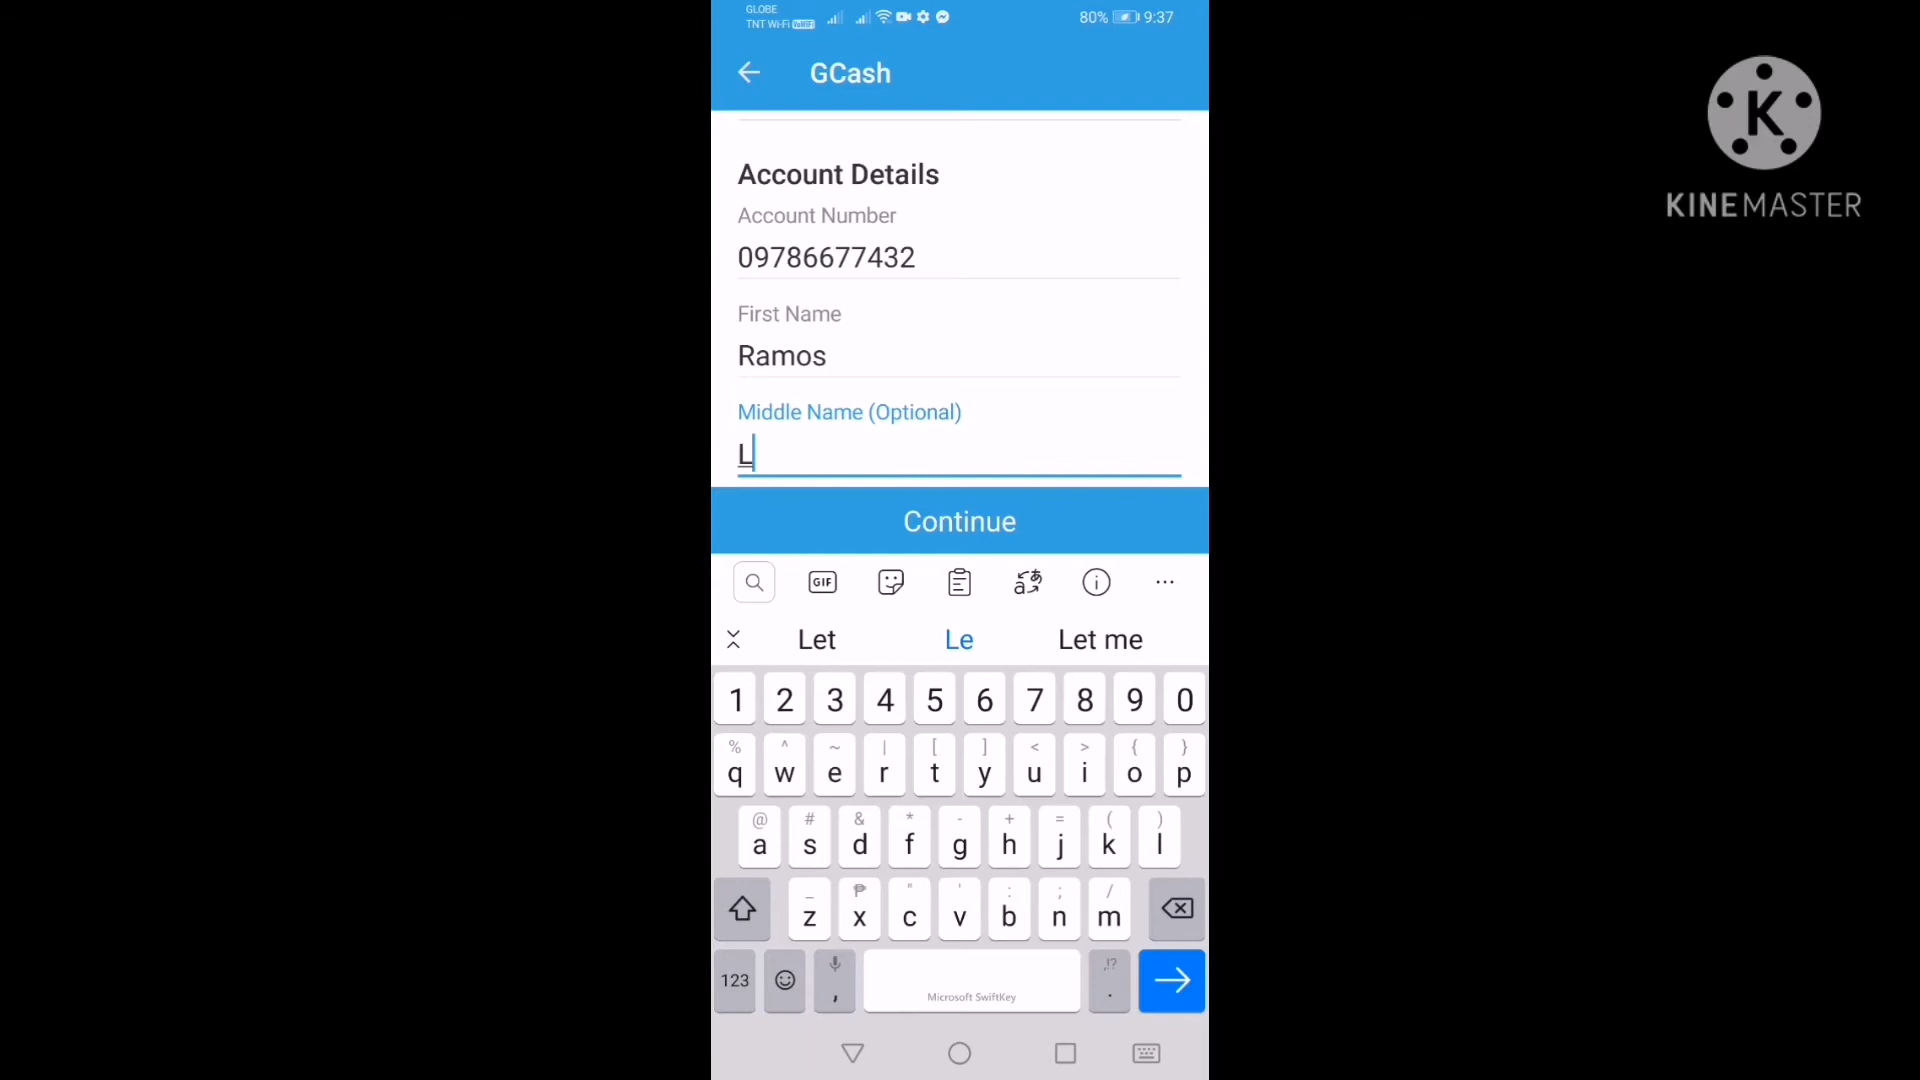 GLOBE
TNT Wi-Fi VoWiFi
80% 9:37
GCash
K
KINEMASTER
Account Details
Account Number
09786677432
First Name
Ramos
Middle Name (Optional)
L
Continue
GIF
Let Le Let me
1 2 3 4 5 6 7 8 9 0
% ^ ~ | [ ] < > { }
q w e r t y u i o p
@ # & * - + = ( )
a s d f g h j k l
_ ₱ " ' : ; /
z x c v b n m
123 , Microsoft SwiftKey ,!? .